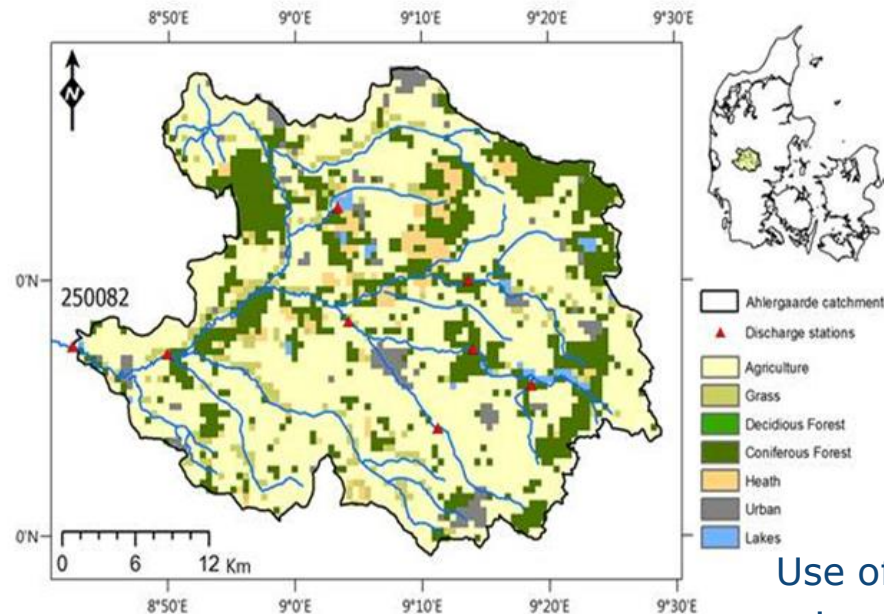 8°50'E 9°0'E 9°10'E 9°20'E 9°30'E
N
0'N
250082
0'N
0 6 12 Km
8°50'E 9°0'E 9°10'E 9°20'E 9°30'E
Ahlergaarde catchment
Discharge stations
Agriculture
Grass
Decidious Forest
Coniferous Forest
Heath
Urban
Lakes
Use of